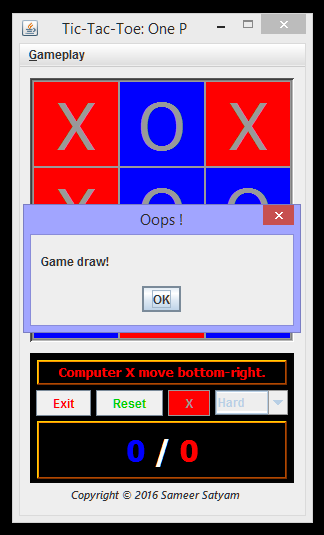 Tic-Tac-Toe: One P
Gameplay
X O X
Oops !
Game draw!
OK
Computer X move bottom-right.
Exit Reset X Hard
0 / 0
Copyright © 2016 Sameer Satyam